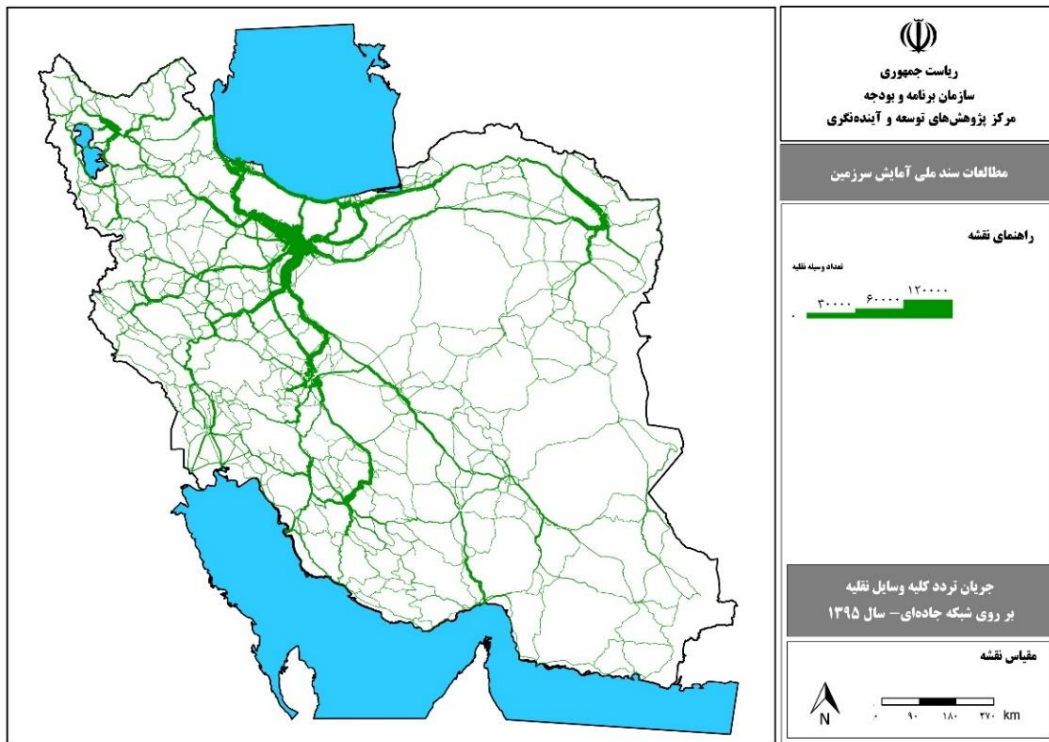 ریاست جمهوری
سازمان برنامه و بودجه
مرکز پژوهش‌های توسعه و آینده‌نگری
مطالعات سند ملی آمایش سرزمین
راهنمای نقشه
تعداد وسیله نقلیه
۰ ۳۰۰۰۰ ۶۰۰۰۰ ۱۲۰۰۰۰
جریان تردد کلیه وسایل نقلیه
بر روی شبکه جاده‌ای- سال ۱۳۹۵
مقیاس نقشه
N
۰ ۹۰ ۱۸۰ ۲۷۰ km